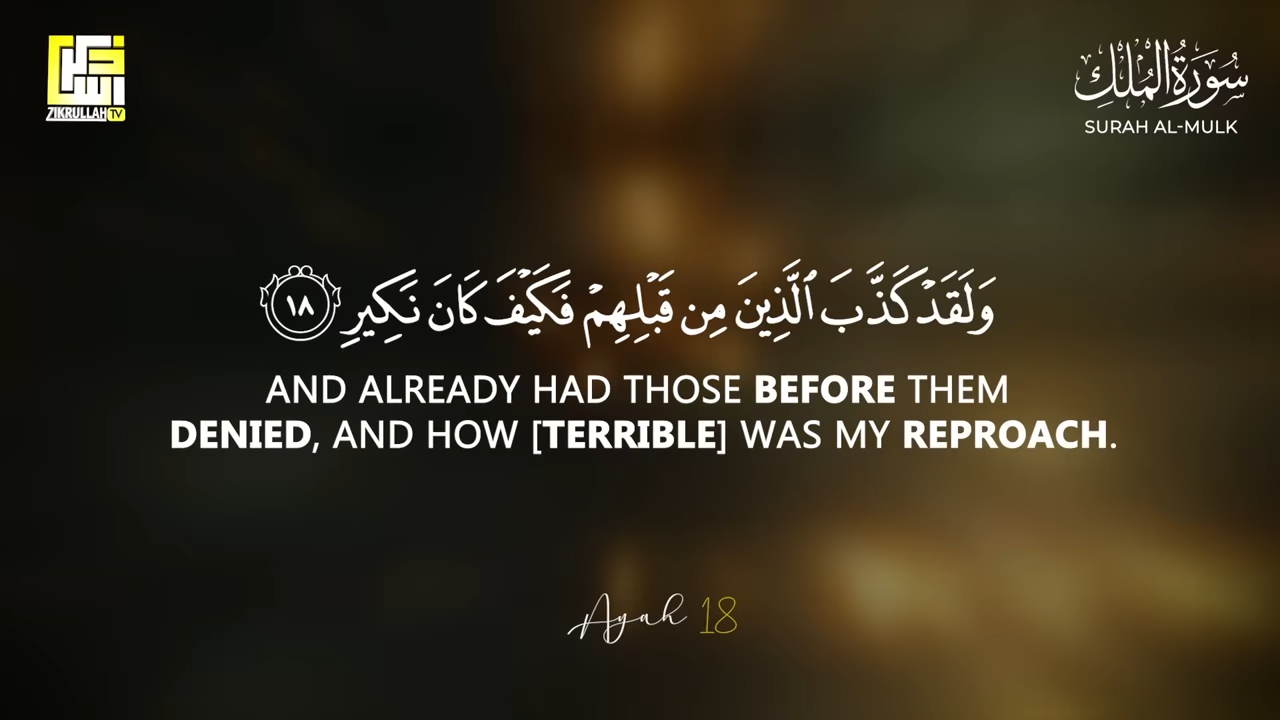 ZIKRULLAH TV
سُورَةُ الْمُلْكِ
SURAH AL-MULK
وَلَقَدْ كَذَّبَ ٱلَّذِينَ مِن قَبْلِهِمْ فَكَيْفَ كَانَ نَكِيرِ ١٨
AND ALREADY HAD THOSE BEFORE THEM
DENIED, AND HOW [TERRIBLE] WAS MY REPROACH.
Ayah 18